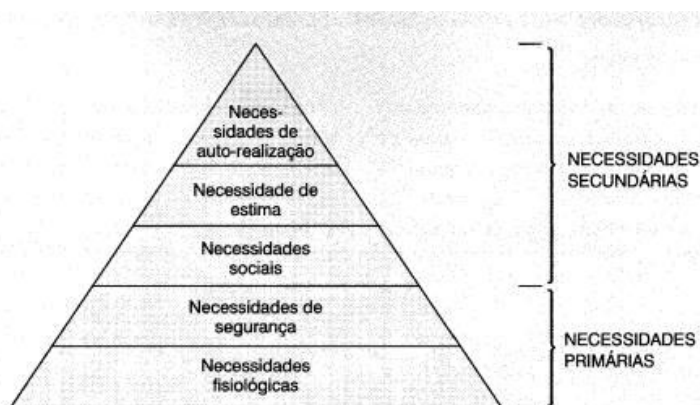 Neces-
sidades de
auto-realização
Necessidade de
estima
Necessidades
sociais
Necessidades de
segurança
Necessidades
fisiológicas
NECESSIDADES
SECUNDÁRIAS
NECESSIDADES
PRIMÁRIAS